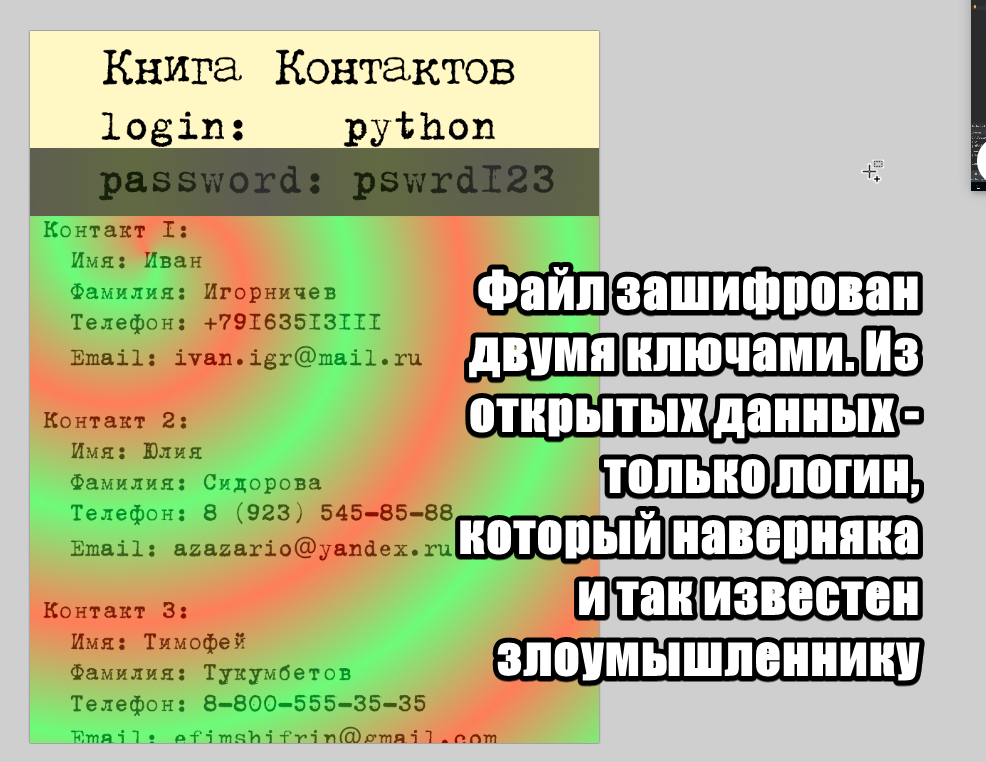 Книга Контактов
login: python
password: pswrd123
Контакт 1:
Имя: Иван
Фамилия: Игорничев
Телефон: +79163513111
Email: ivan.igr@mail.ru
Контакт 2:
Имя: Юлия
Фамилия: Сидорова
Телефон: 8 (923) 545-85-88
Email: azazario@yandex.ru
Контакт 3:
Имя: Тимофей
Фамилия: Тукумбетов
Телефон: 8-800-555-35-35
Email: efimshifrin@gmail.com
Файл зашифрован
двумя ключами. Из
открытых данных -
только логин,
который наверняка
и так известен
злоумышленнику